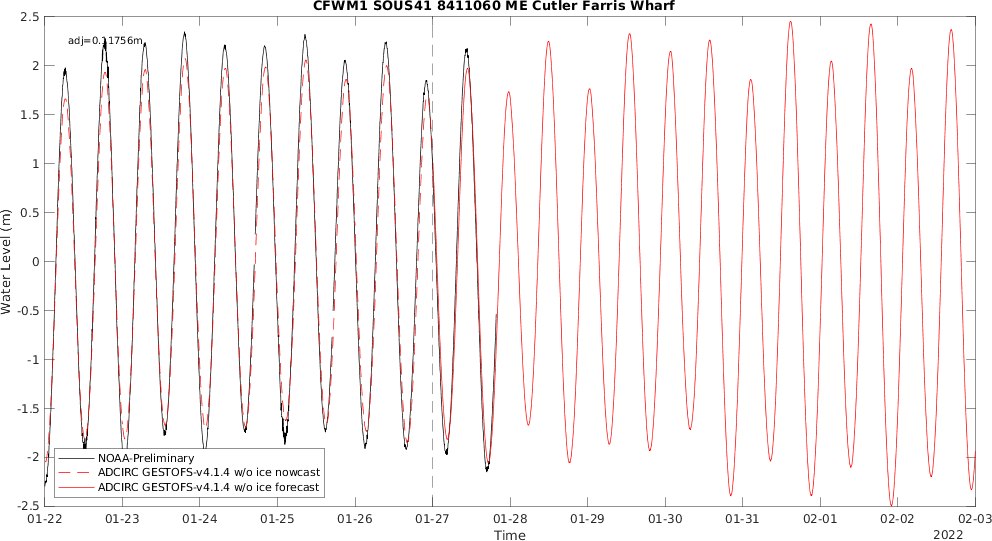 CFWM1 SOUS41 8411060 ME Cutler Farris Wharf
adj=0.11756m
2.5
2
1.5
1
0.5
0
-0.5
-1
-1.5
-2
-2.5
Water Level (m)
NOAA-Preliminary
ADCIRC GESTOFS-v4.1.4 w/o ice nowcast
ADCIRC GESTOFS-v4.1.4 w/o ice forecast
01-22 01-23 01-24 01-25 01-26 01-27 01-28 01-29 01-30 01-31 02-01 02-02 02-03
Time
2022